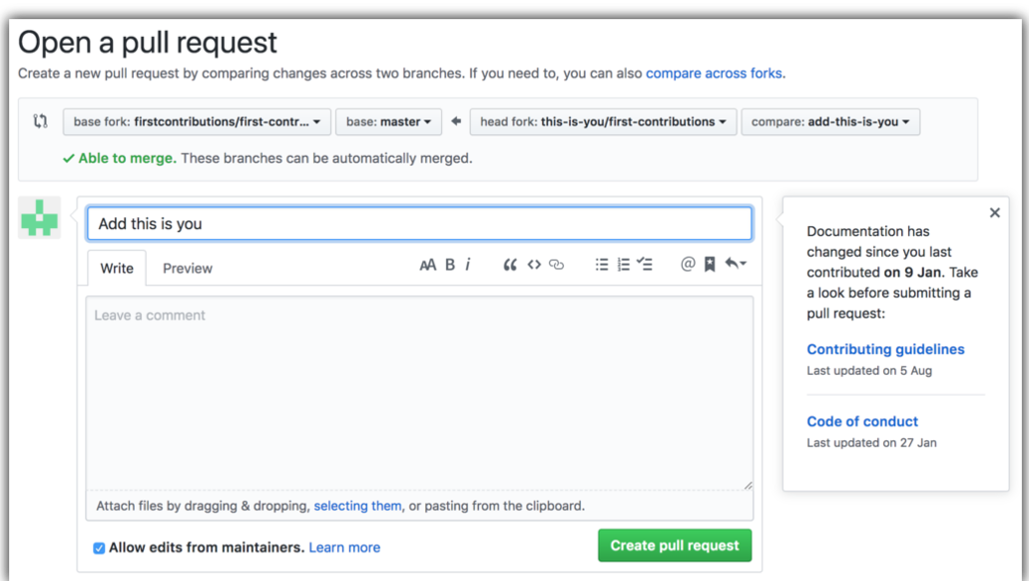 Open a pull request
Create a new pull request by comparing changes across two branches. If you need to, you can also compare across forks.
base fork: firstcontributions/first-contr... base: master head fork: this-is-you/first-contributions compare: add-this-is-you
Able to merge. These branches can be automatically merged.
Add this is you
Write Preview
AA B i
Leave a comment
Attach files by dragging & dropping, selecting them, or pasting from the clipboard.
Allow edits from maintainers. Learn more
Create pull request
Documentation has
changed since you last
contributed on 9 Jan. Take
a look before submitting a
pull request:
Contributing guidelines
Last updated on 5 Aug
Code of conduct
Last updated on 27 Jan